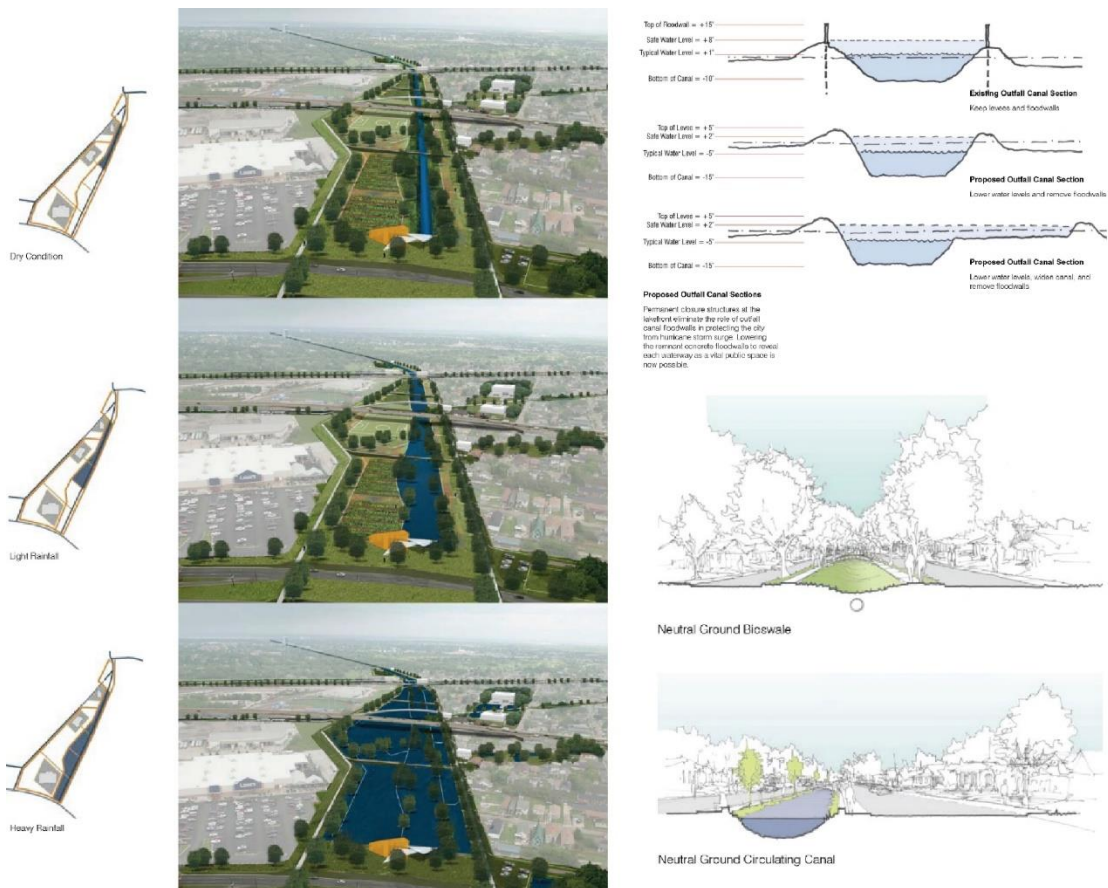 Dry Condition
Light Rainfall
Heavy Rainfall
Lowe's
Lowe's
Top of floodwall = +15"
Safe Water Level = +8"
Typical Water Level = +1"
Bottom of Canal = -10"
Existing Outfall Canal Section
Keep levees and floodwalls
Top of Levee = +5"
Safe Water Level = +2"
Typical Water Level = -5"
Bottom of Canal = -15"
Proposed Outfall Canal Section
Lower water levels and remove floodwalls
Top of Levee = +5"
Safe Water Level = +2"
Typical Water Level = -5"
Bottom of Canal = -15"
Proposed Outfall Canal Section
Lower water levels, widen canal, and
remove floodwalls
Proposed Outfall Canal Sections
Permanent closure structures at the
lakefront eliminate the role of outfall
canal floodwalls in protecting the city
from hurricane storm surge. Lowering
the remnant concrete floodwalls to reveal
each waterway as a vital public space is
now possible.
Neutral Ground Bioswale
Neutral Ground Circulating Canal